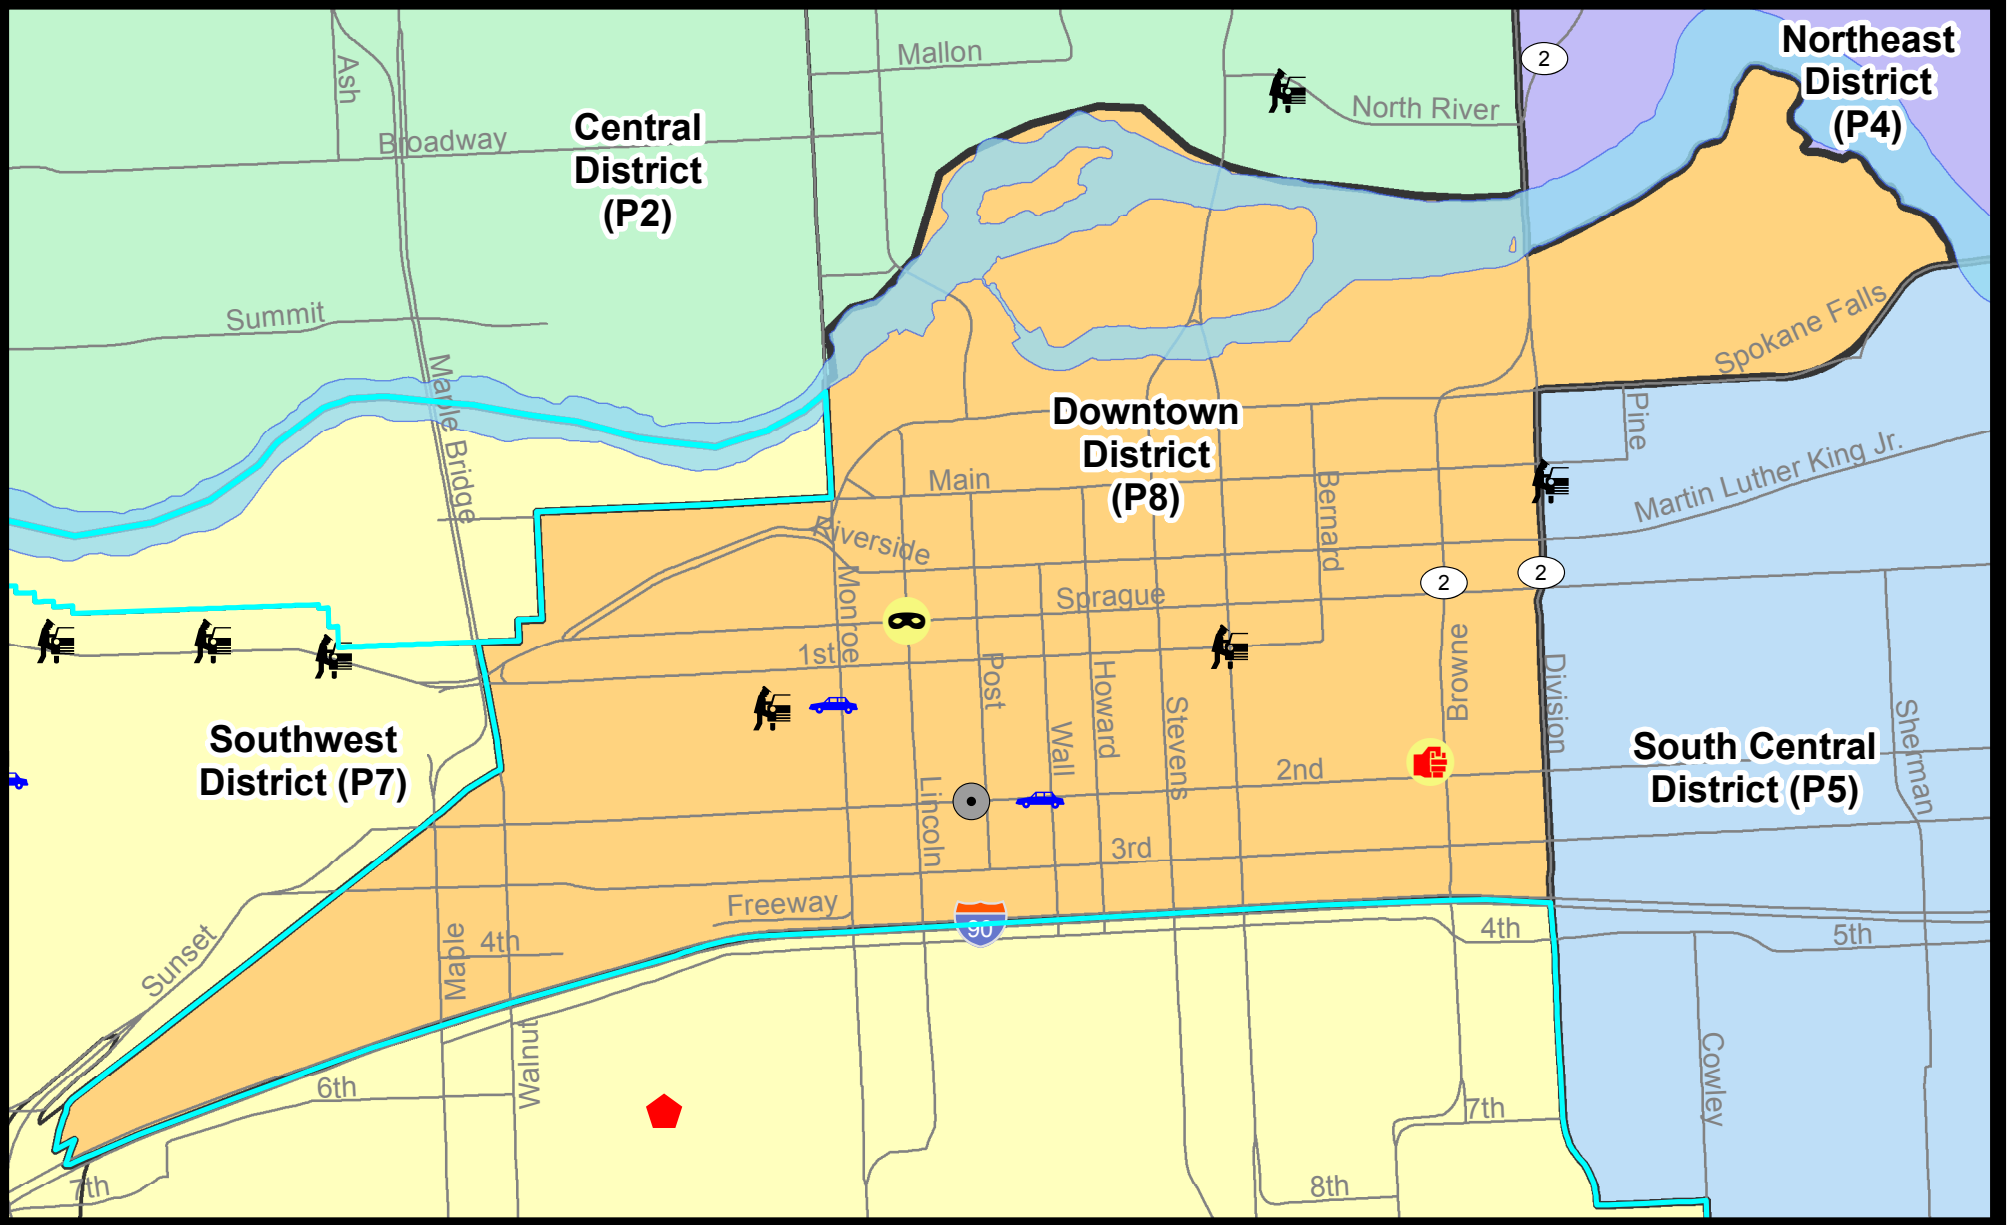 Northeast
District
(P4)
2
Mallon
Ash
North River
Central
District
(P2)
Broadway
Summit
Spokane Falls
Maple Bridge
Downtown
District
(P8)
Pine
Martin Luther King Jr.
Main
Bernard
Riverside
2
2
Sprague
Monroe
1st
Post
Howard
Wall
Stevens
Browne
Division
Sherman
Southwest
District (P7)
South Central
District (P5)
2nd
Lincoln
3rd
Freeway
90
4th
4th
5th
Sunset
Maple
Walnut
Cowley
6th
7th
7th
8th